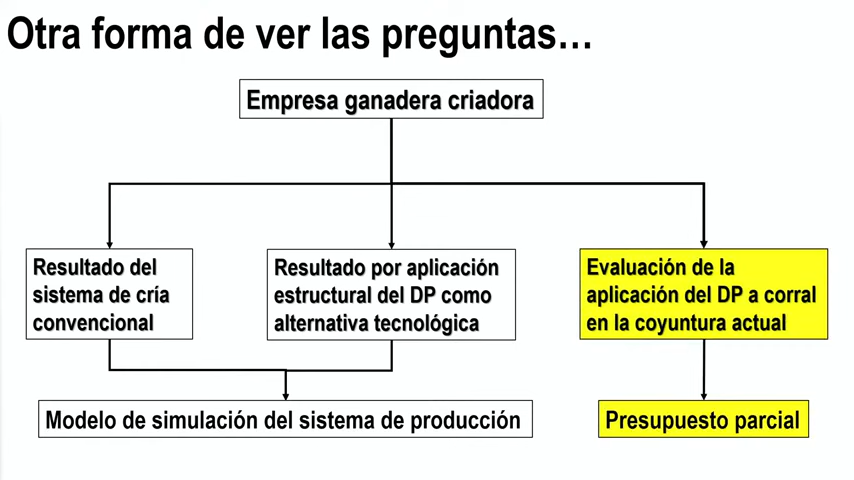 Otra forma de ver las preguntas…
Empresa ganadera criadora
Resultado del
sistema de cría
convencional
Resultado por aplicación
estructural del DP como
alternativa tecnológica
Evaluación de la
aplicación del DP a corral
en la coyuntura actual
Modelo de simulación del sistema de producción
Presupuesto parcial